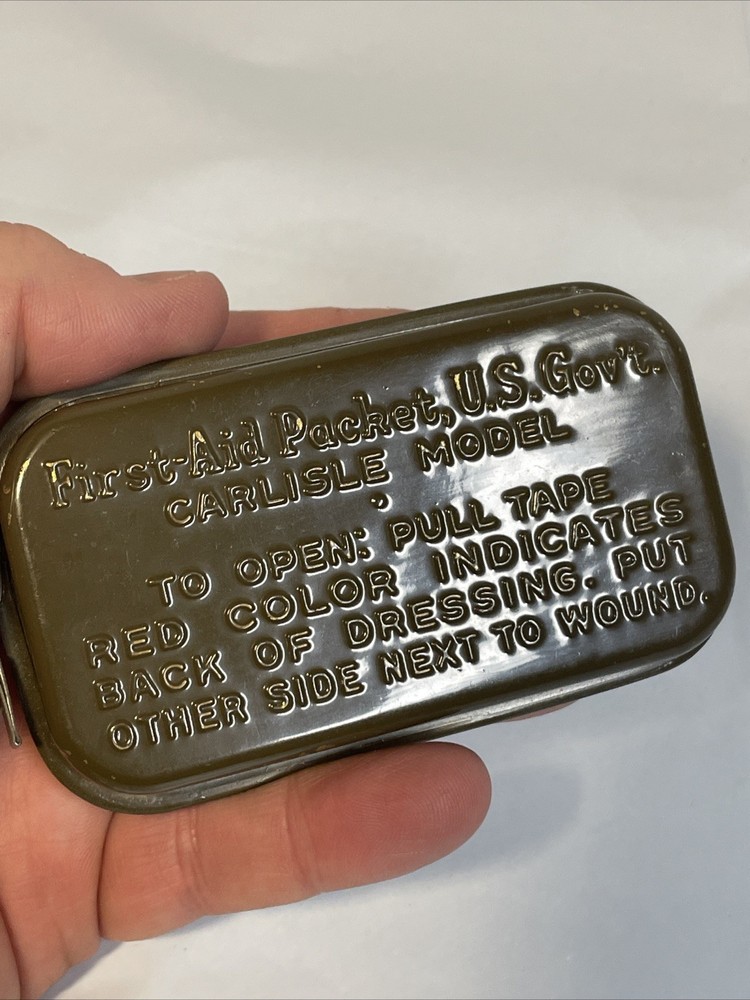 First-Aid Packet, U.S. Gov't.
CARLISLE MODEL
TO OPEN: PULL TAPE
RED COLOR INDICATES
BACK OF DRESSING. PUT
OTHER SIDE NEXT TO WOUND.